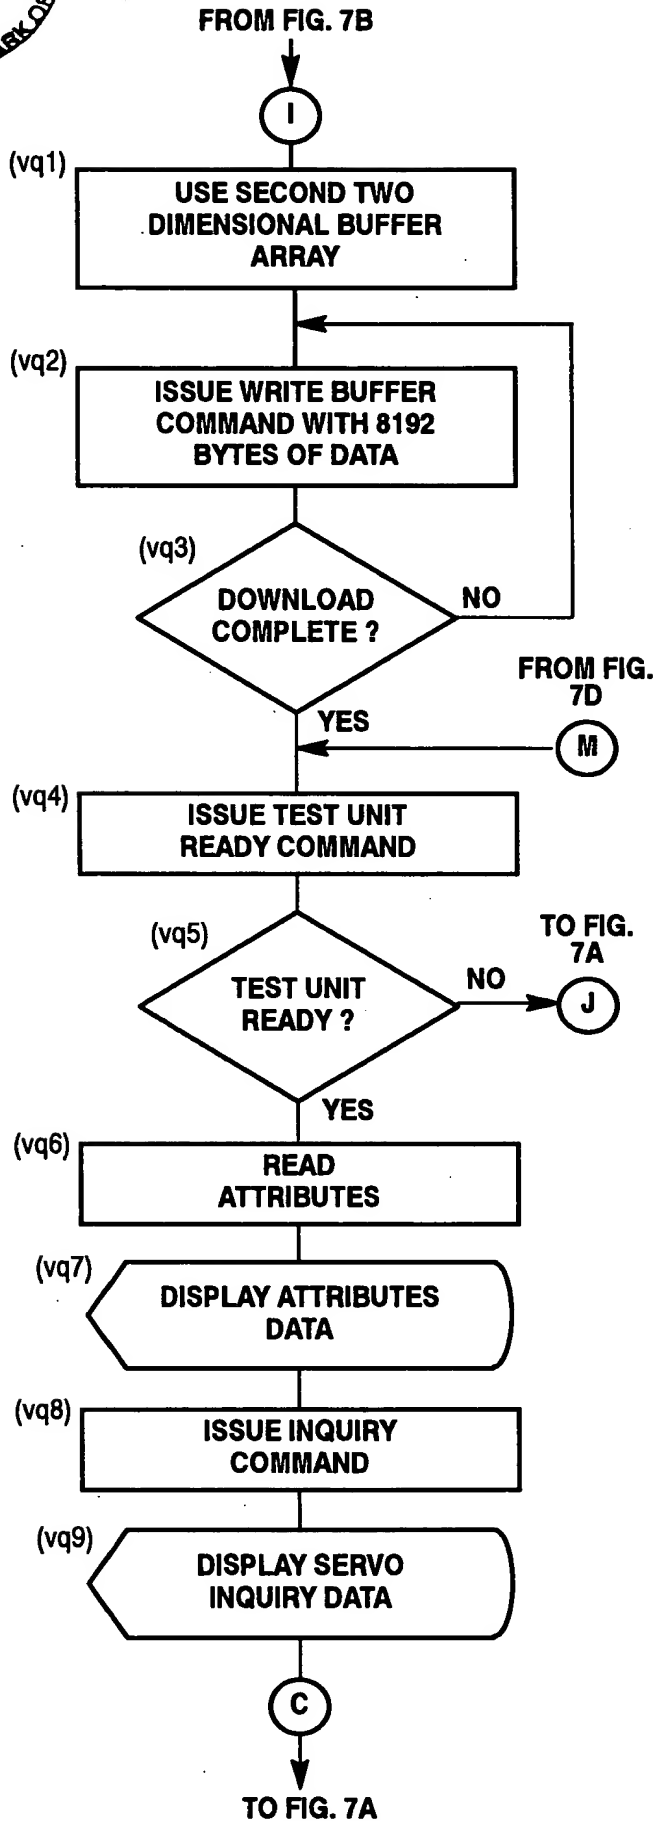 FROM FIG. 7B
I
(vq1)
USE SECOND TWO
DIMENSIONAL BUFFER
ARRAY
(vq2)
ISSUE WRITE BUFFER
COMMAND WITH 8192
BYTES OF DATA
(vq3)
DOWNLOAD
COMPLETE ?
NO
FROM FIG.
7D
YES
M
(vq4)
ISSUE TEST UNIT
READY COMMAND
(vq5)
TO FIG.
7A
TEST UNIT
READY ?
NO
J
YES
(vq6)
READ
ATTRIBUTES
(vq7)
DISPLAY ATTRIBUTES
DATA
(vq8)
ISSUE INQUIRY
COMMAND
(vq9)
DISPLAY SERVO
INQUIRY DATA
C
TO FIG. 7A